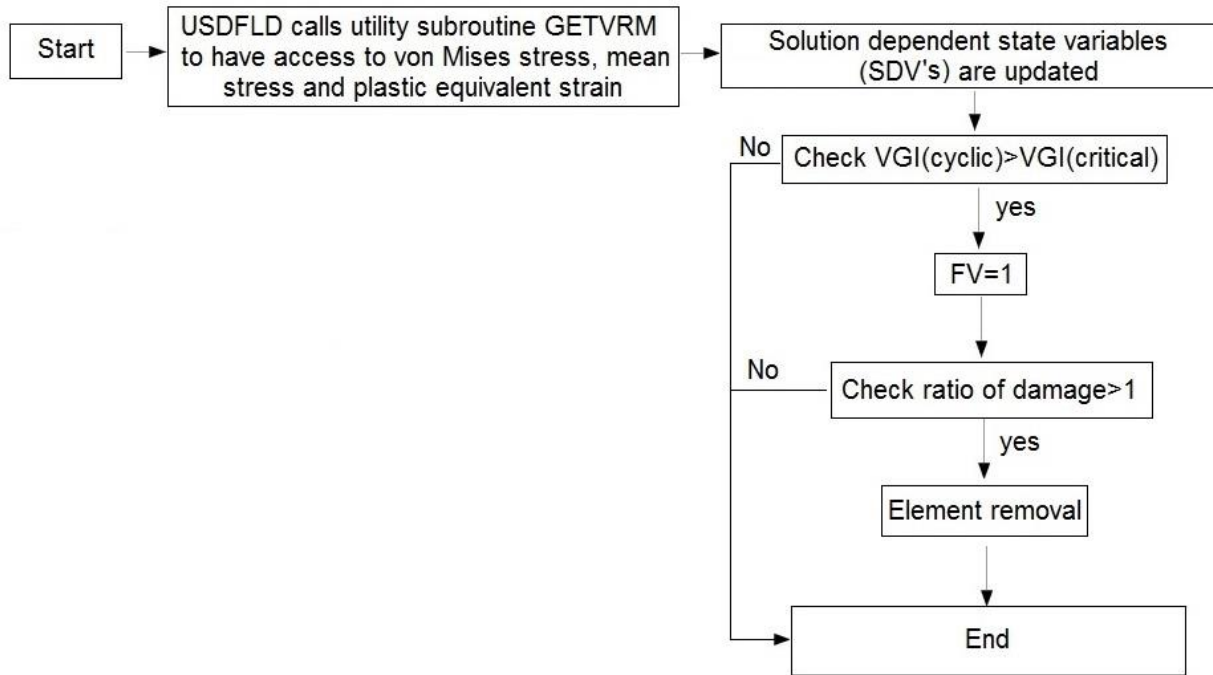 Start
USDFLD calls utility subroutine GETVRM
to have access to von Mises stress, mean
stress and plastic equivalent strain
Solution dependent state variables
(SDV's) are updated
No
Check VGI(cyclic)>VGI(critical)
yes
FV=1
No
Check ratio of damage>1
yes
Element removal
End